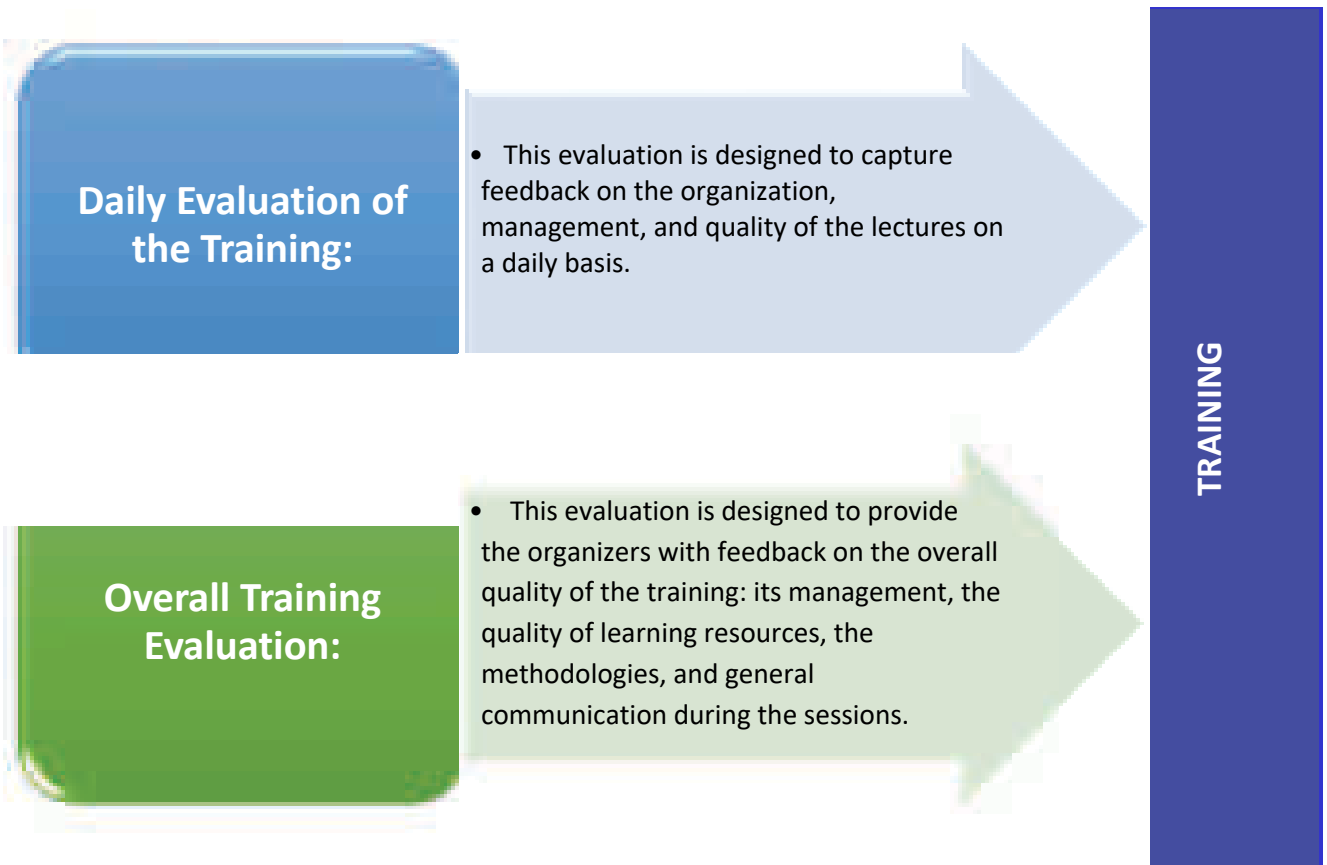 Daily Evaluation of
the Training:
• This evaluation is designed to capture
feedback on the organization,
management, and quality of the lectures on
a daily basis.
Overall Training
Evaluation:
• This evaluation is designed to provide
the organizers with feedback on the overall
quality of the training: its management, the
quality of learning resources, the
methodologies, and general
communication during the sessions.
TRAINING